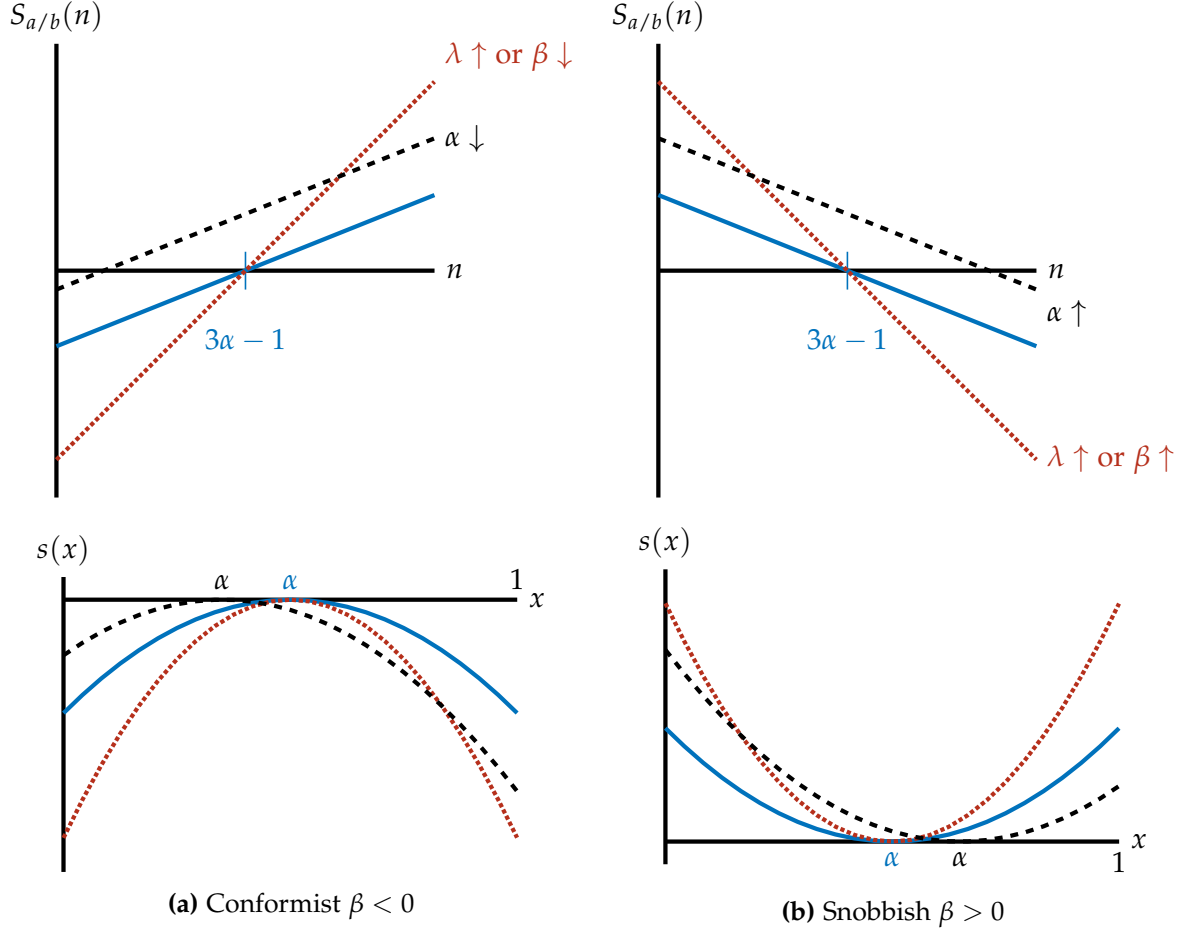 S_{a/b}(n)
λ ↑ or β ↓
α ↓
n
3α − 1
S_{a/b}(n)
n
α ↑
3α − 1
λ ↑ or β ↑
s(x)
α α 1
x
(a) Conformist β < 0
s(x)
x
α α 1
(b) Snobbish β > 0